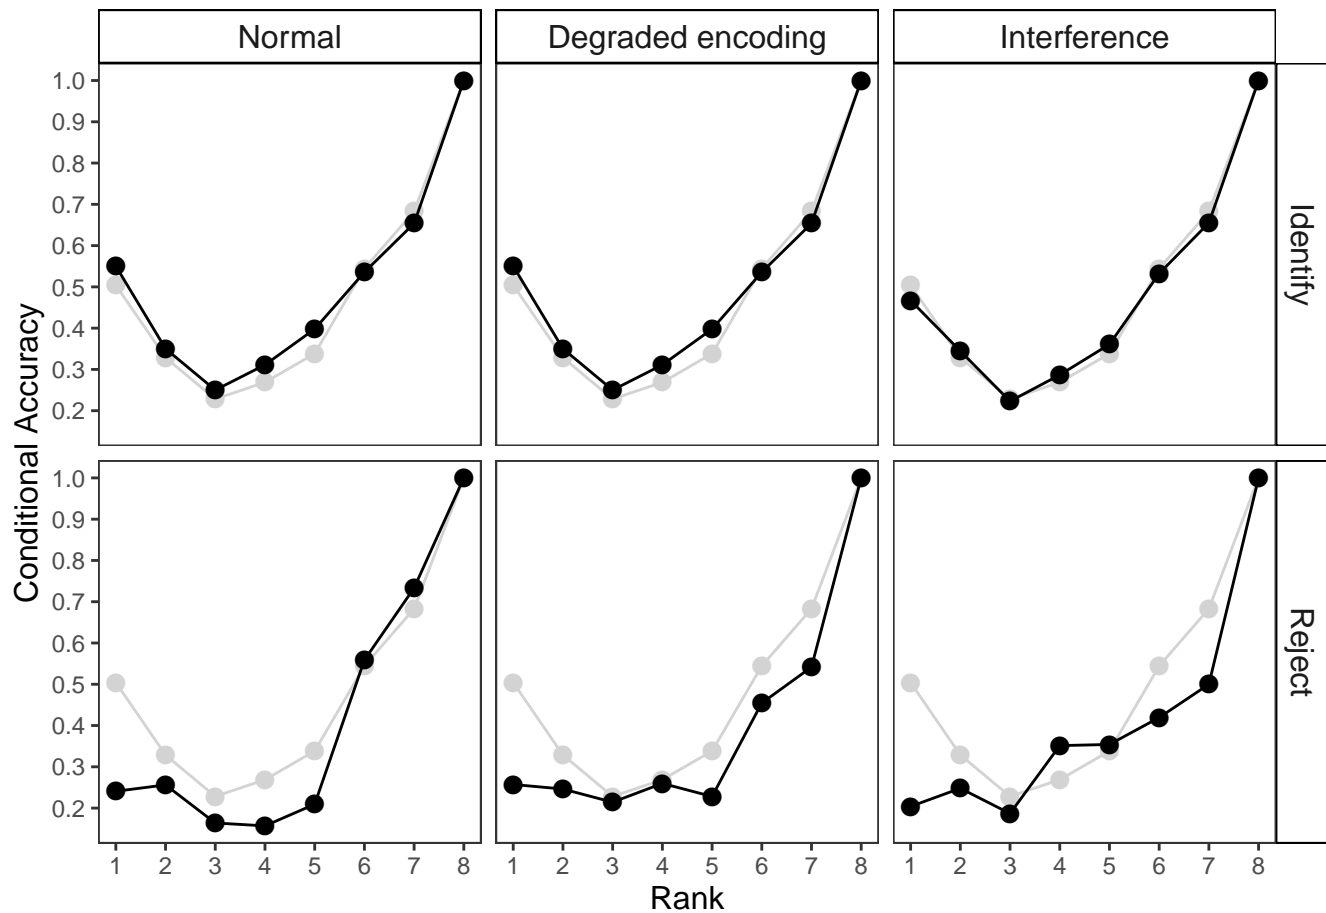 Normal
Degraded encoding
Interference
1.0
0.9
0.8
0.7
0.6
0.5
0.4
0.3
0.2
Identify
Conditional Accuracy
1.0
0.9
0.8
0.7
0.6
0.5
0.4
0.3
0.2
Reject
1 2 3 4 5 6 7 8
1 2 3 4 5 6 7 8
1 2 3 4 5 6 7 8
Rank